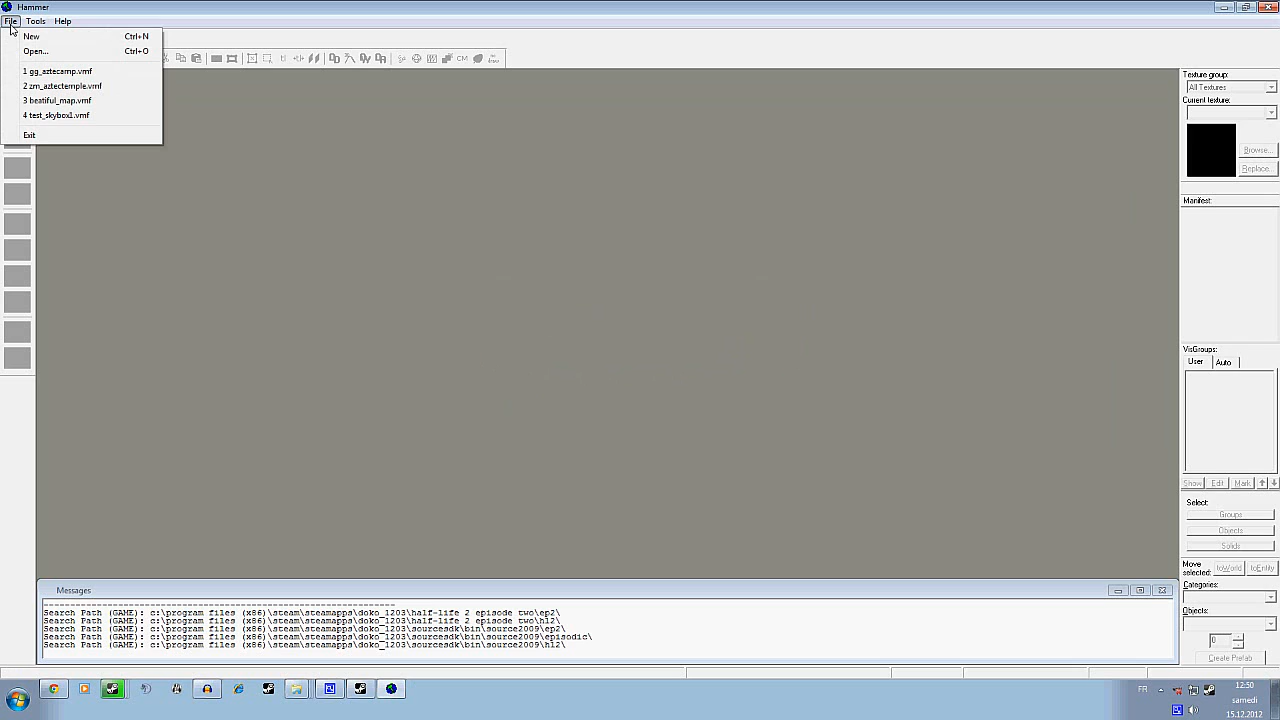 Hammer
File Tools Help
New Ctrl+N
Open... Ctrl+O
1 gg_aztecamp.vmf
2 zm_aztectemple.vmf
3 beatiful_map.vmf
4 test_skybox1.vmf
Exit
CM
Texture group:
All Textures
Current texture:
Browse...
Replace...
Manifest:
VisGroups:
User Auto
Show Edit Mark
Select:
Groups
Objects
Solids
Move selected: toWorld toEntity
Categories:
Objects:
0
Create Prefab
Messages
Search Path (GAME): c:\program files (x86)\steam\steamapps\doko_1203\half-life 2 episode two\ep2\
Search Path (GAME): c:\program files (x86)\steam\steamapps\doko_1203\half-life 2 episode two\hl2\
Search Path (GAME): c:\program files (x86)\steam\steamapps\doko_1203\sourcesdk\bin\source2009\ep2\
Search Path (GAME): c:\program files (x86)\steam\steamapps\doko_1203\sourcesdk\bin\source2009\episodic\
Search Path (GAME): c:\program files (x86)\steam\steamapps\doko_1203\sourcesdk\bin\source2009\hl2\
FR
12:50
samedi
15.12.2012